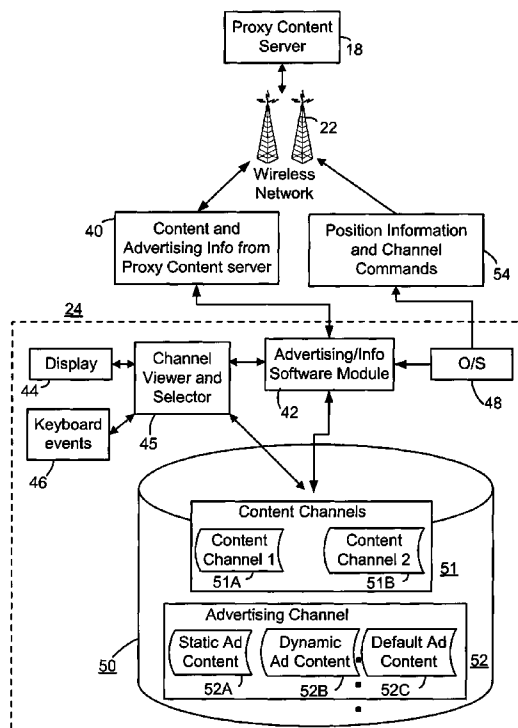 Proxy Content
Server
18
22
Wireless
Network
40
Content and
Advertising Info from
Proxy Content server
Position Information
and Channel
Commands
54
24
Display
44
Channel
Viewer and
Selector
45
Advertising/Info
Software Module
42
O/S
48
Keyboard
events
46
Content Channels
Content
Channel 1
51A
Content
Channel 2
51B
51
Advertising Channel
Static Ad
Content
52A
Dynamic
Ad Content
52B
Default Ad
Content
52C
52
50